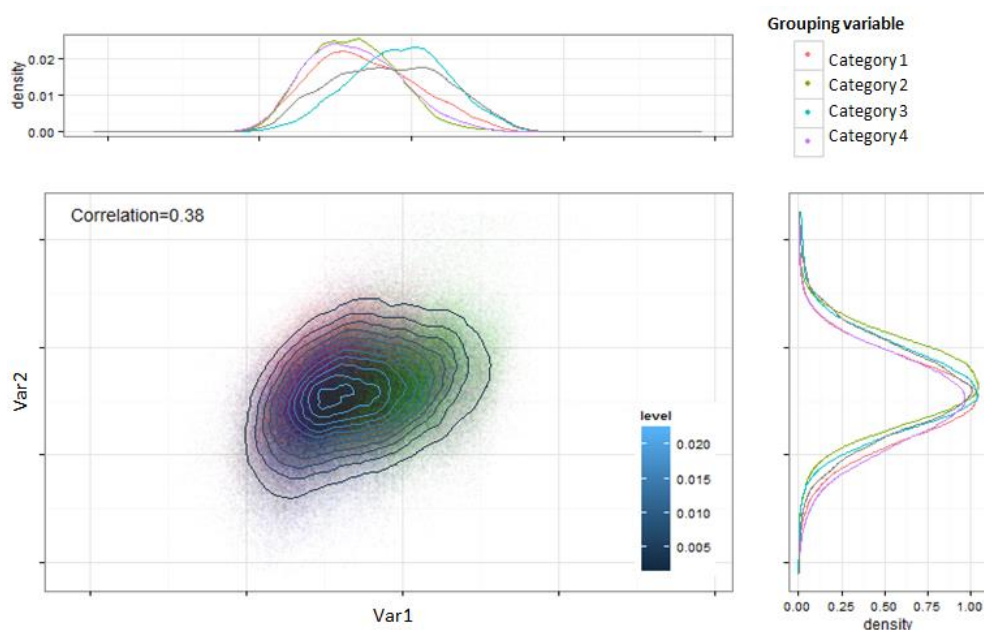 Grouping variable
Category 1
Category 2
Category 3
Category 4
density
0.02
0.01
0.00
Correlation=0.38
Var2
Var1
level
0.020
0.015
0.010
0.005
0.00 0.25 0.50 0.75 1.00
density